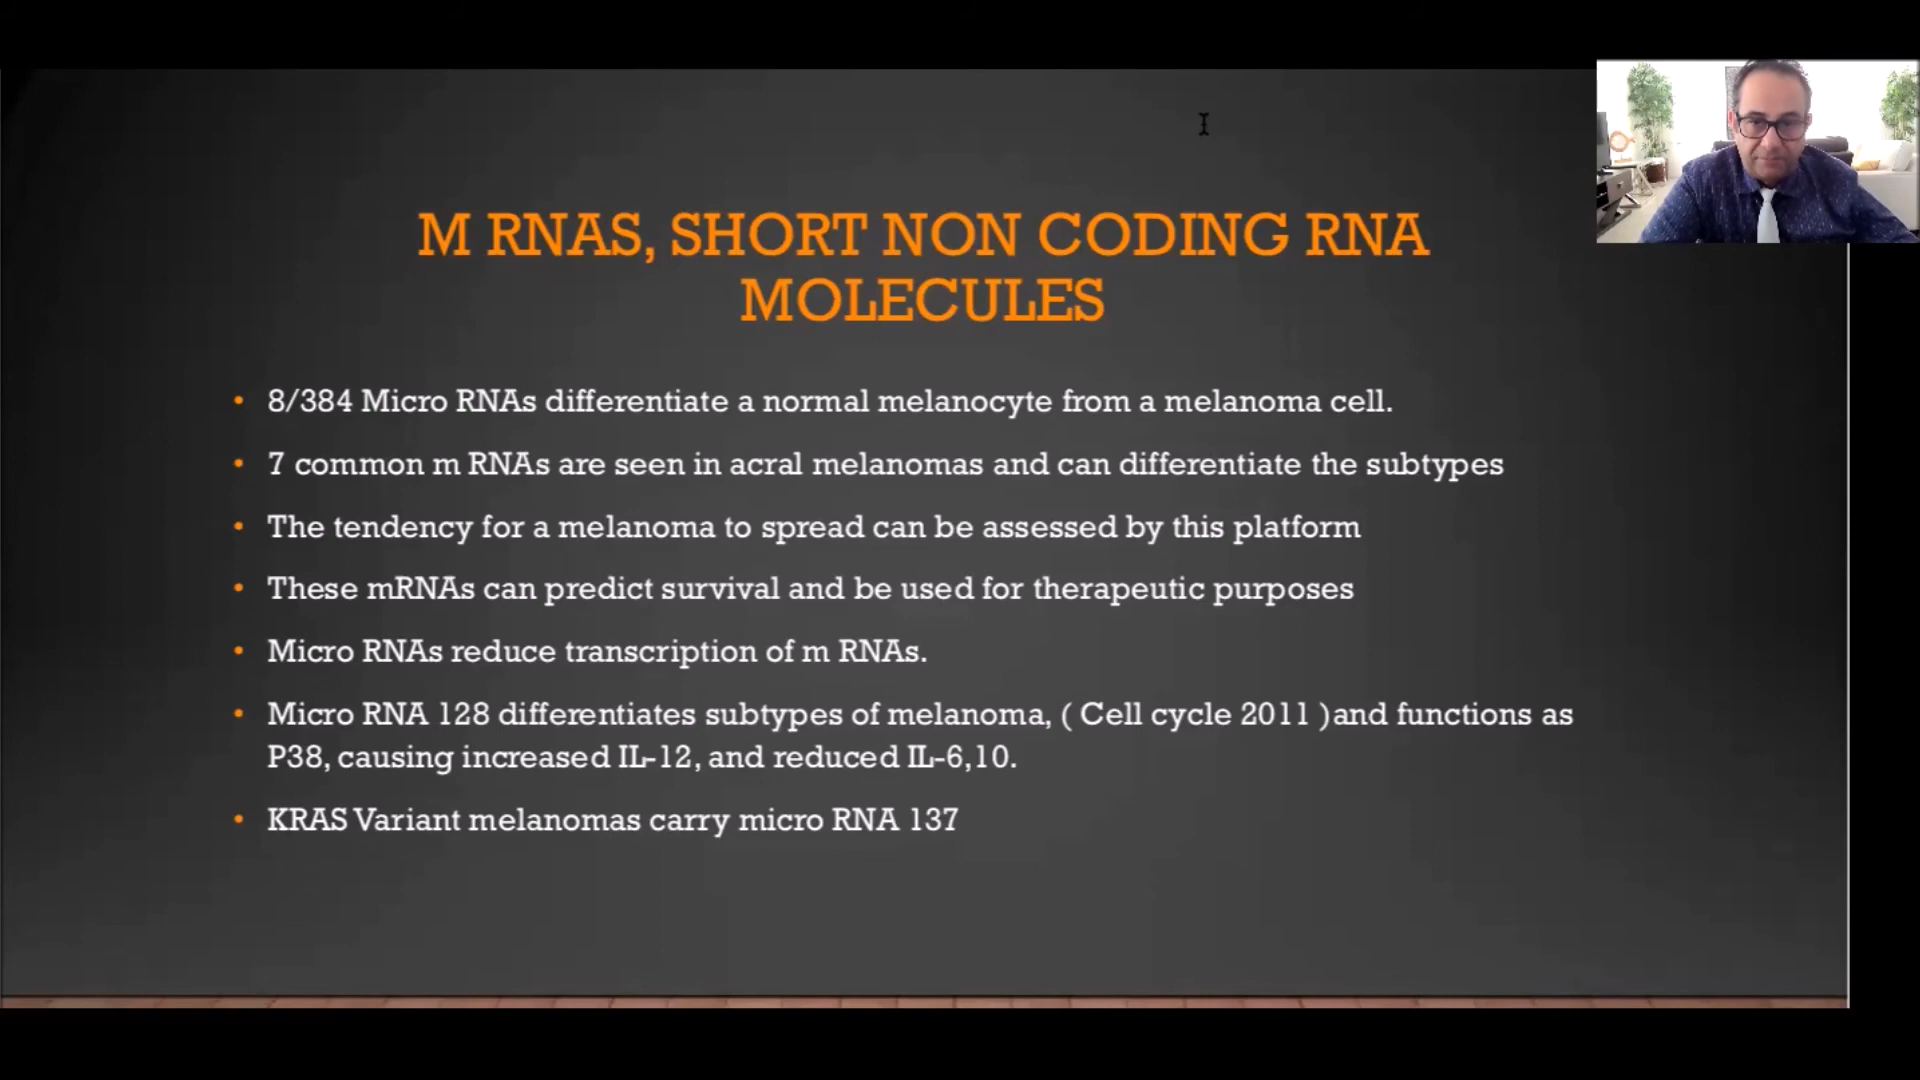 M RNAS, SHORT NON CODING RNA
MOLECULES
• 8/384 Micro RNAs differentiate a normal melanocyte from a melanoma cell.
• 7 common m RNAs are seen in acral melanomas and can differentiate the subtypes
• The tendency for a melanoma to spread can be assessed by this platform
• These mRNAs can predict survival and be used for therapeutic purposes
• Micro RNAs reduce transcription of m RNAs.
• Micro RNA 128 differentiates subtypes of melanoma, ( Cell cycle 2011 )and functions as
P38, causing increased IL-12, and reduced IL-6,10.
• KRAS Variant melanomas carry micro RNA 137